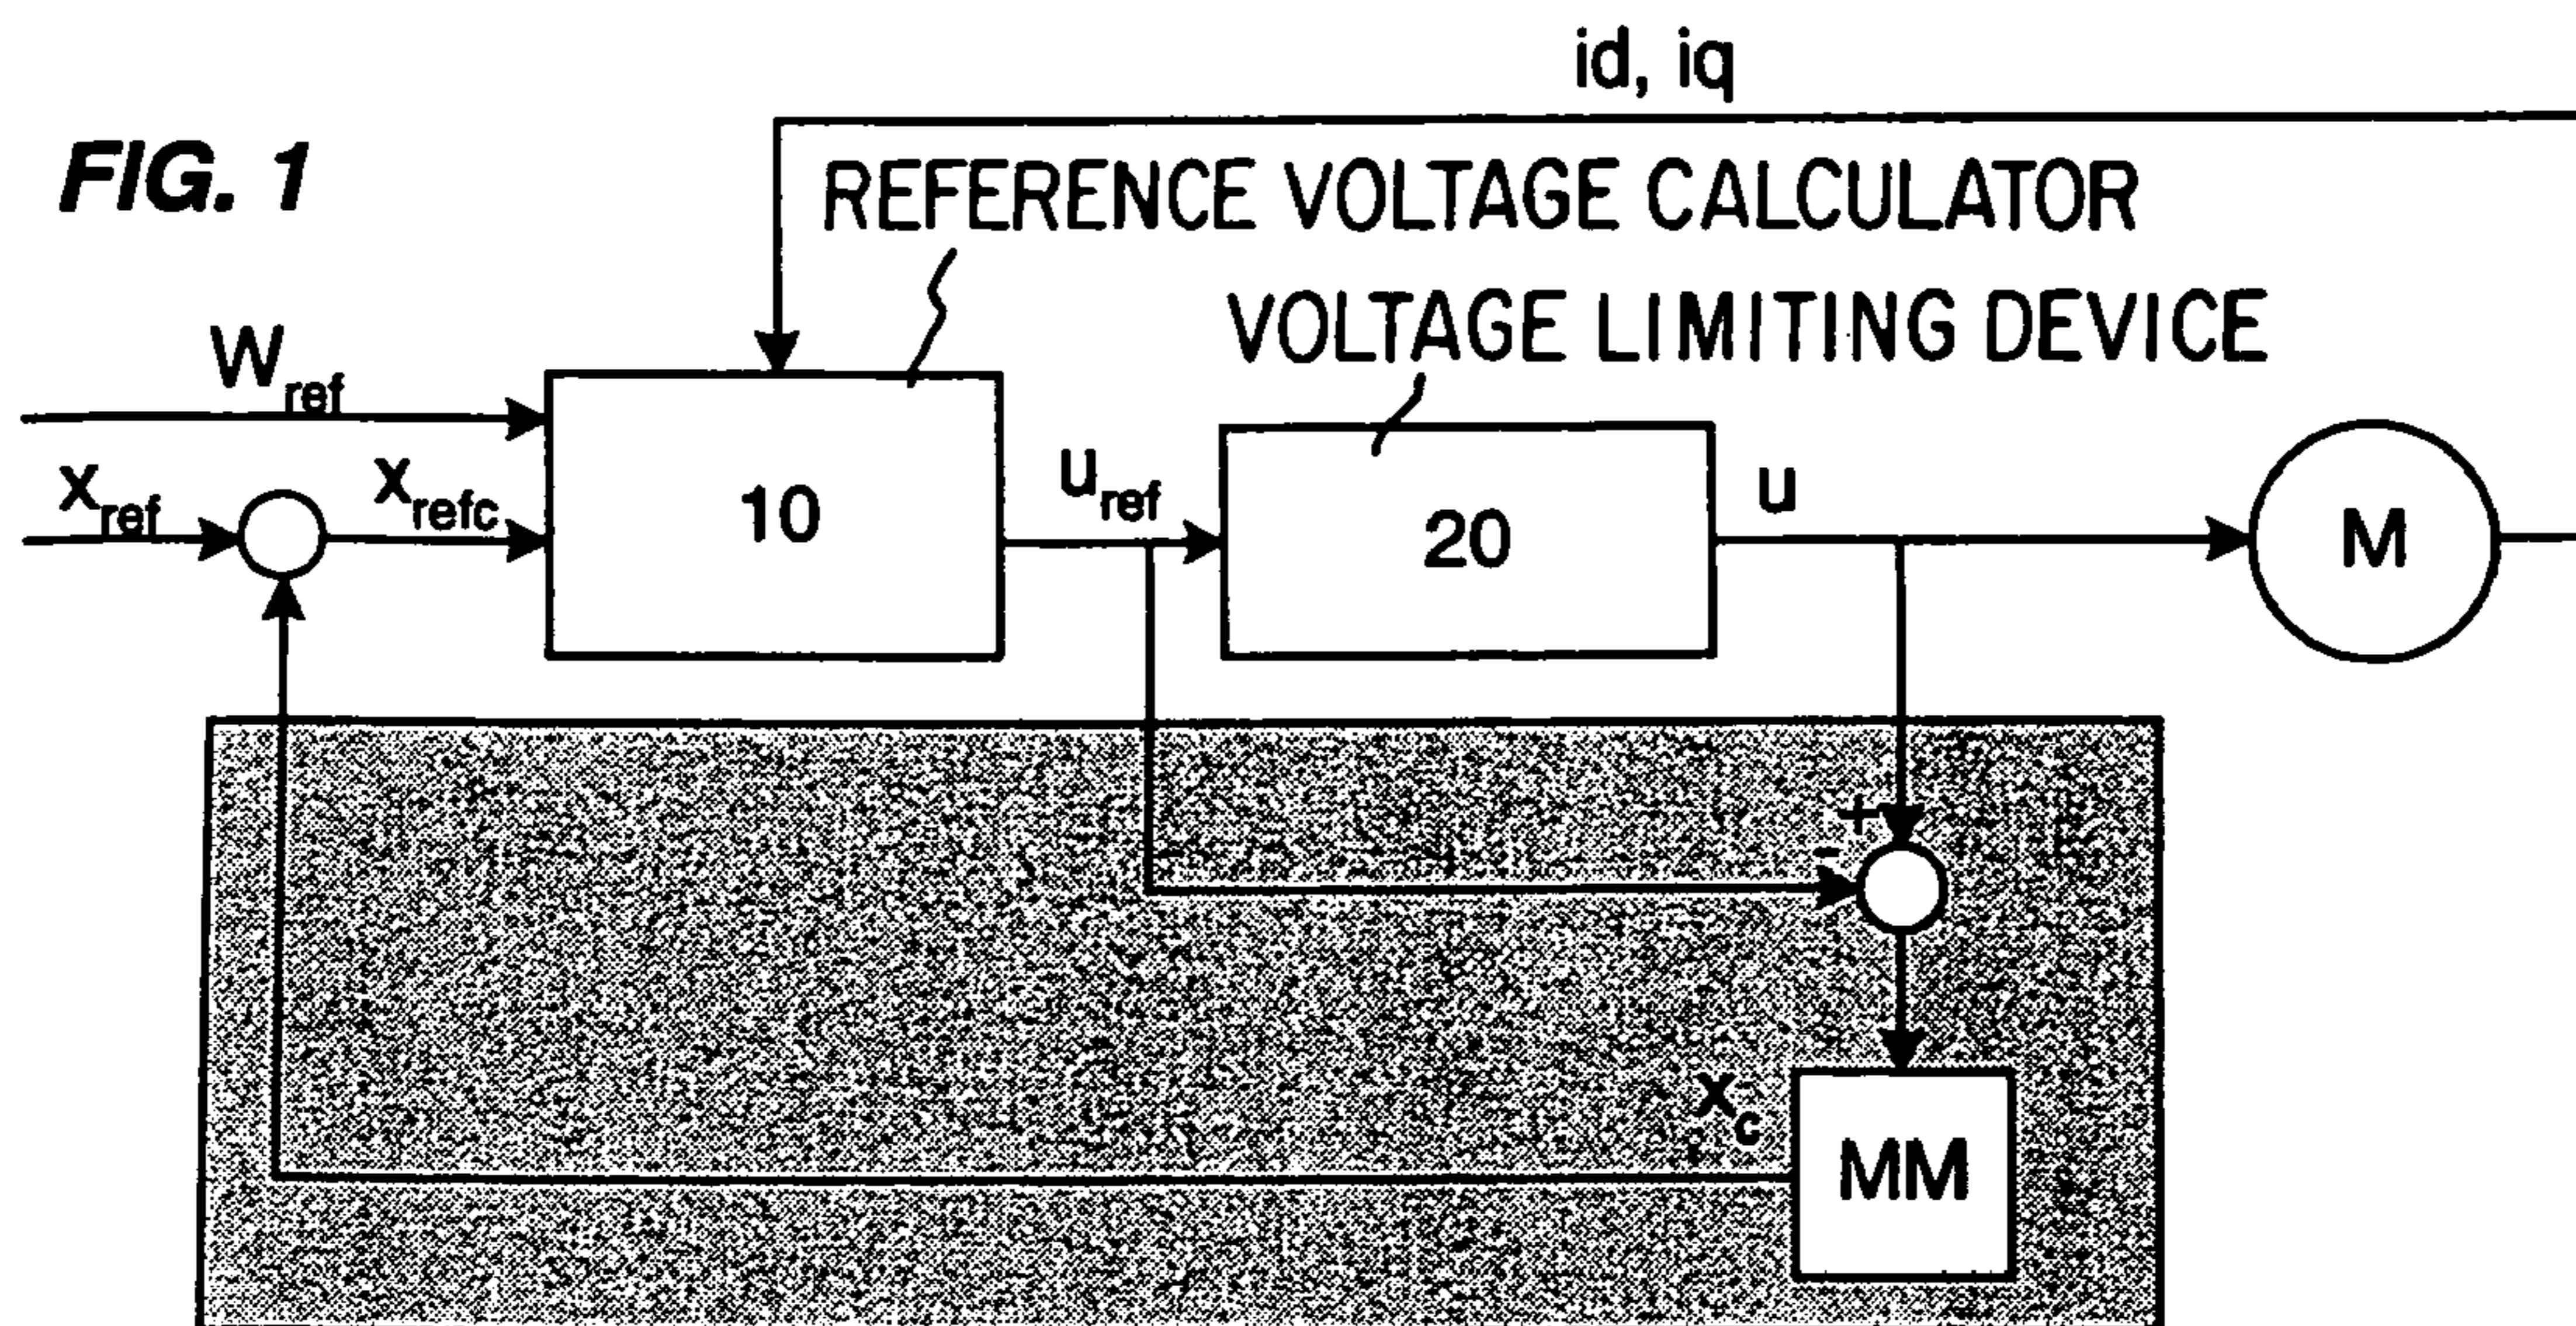 id, iq
FIG. 1
REFERENCE VOLTAGE CALCULATOR
VOLTAGE LIMITING DEVICE
Wref
xref
xrefc
10
uref
20
u
M
+
-
xc
MM